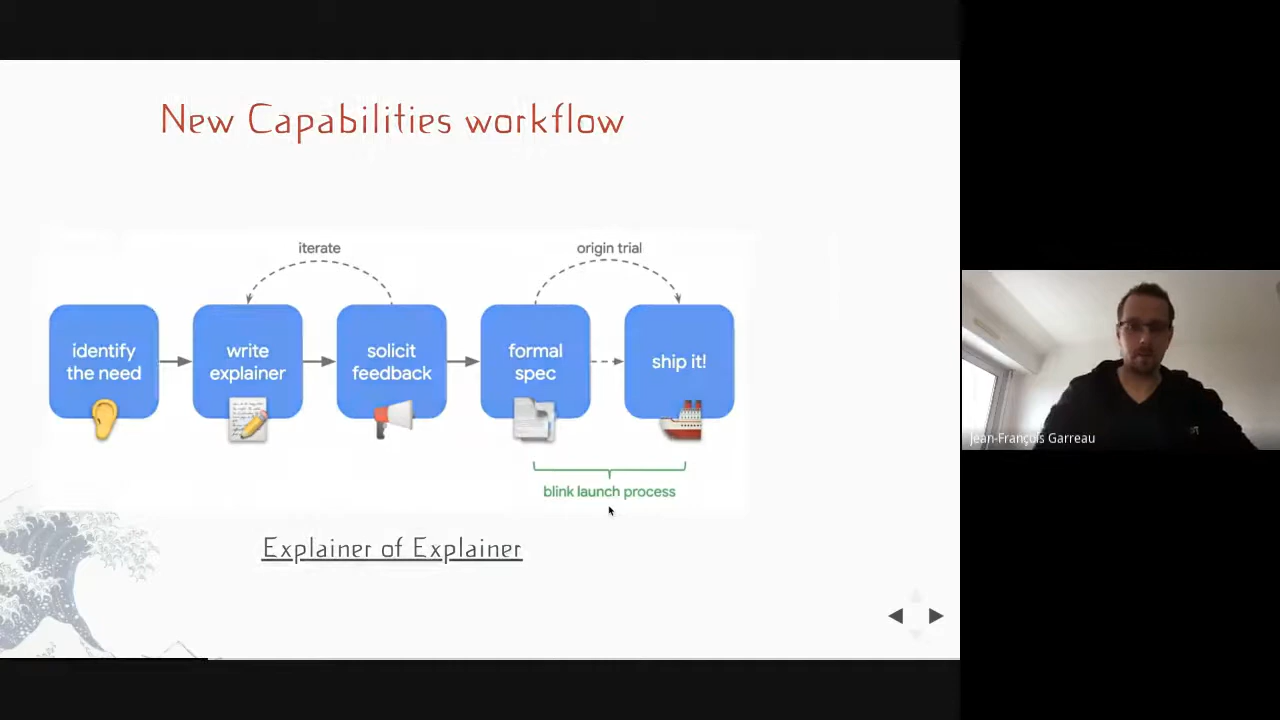 New Capabilities workflow
iterate
origin trial
identify
the need
write
explainer
solicit
feedback
formal
spec
ship it!
blink launch process
Explainer of Explainer
Jean-François Garreau